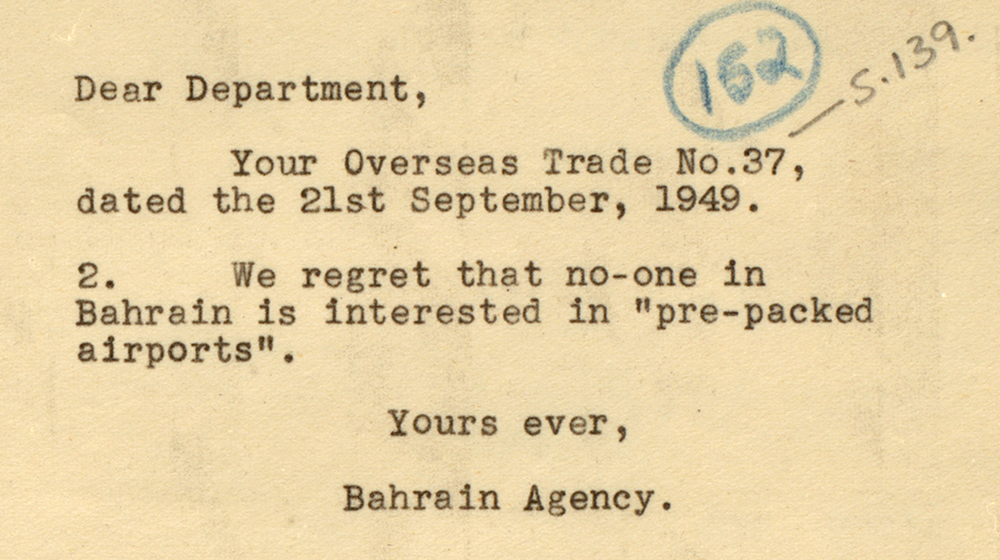 152
S.139.
Dear Department,
Your Overseas Trade No.37,
dated the 21st September, 1949.
2. We regret that no-one in
Bahrain is interested in "pre-packed
airports".
Yours ever,
Bahrain Agency.